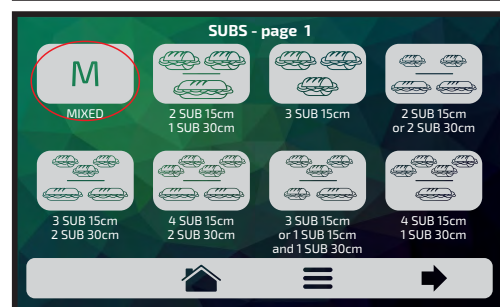 SUBS - page 1
M
MIXED
2 SUB 15cm
1 SUB 30cm
3 SUB 15cm
2 SUB 15cm
or 2 SUB 30cm
3 SUB 15cm
2 SUB 30cm
4 SUB 15cm
2 SUB 30cm
3 SUB 15cm
or 1 SUB 15cm
and 1 SUB 30cm
4 SUB 15cm
1 SUB 30cm